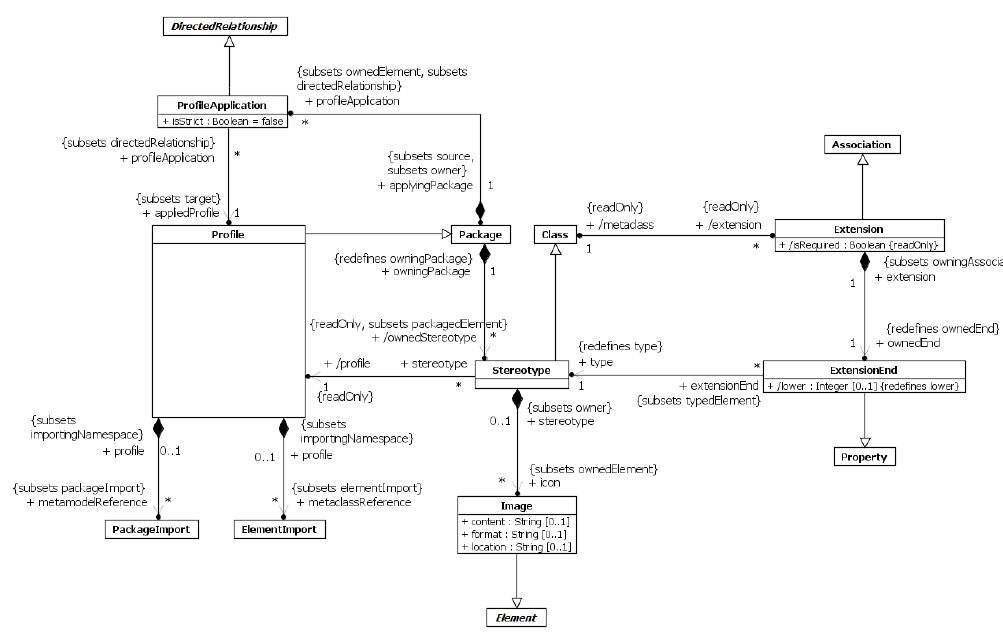 DirectedRelationship
{subsets ownedElement, subsets
directedRelationship}
+ profileApplication
*
ProfileApplication
+ isStrict : Boolean = false
{subsets directedRelationship}
+ profileApplication
*
{subsets source,
subsets owner}
+ applyingPackage
1
{subsets target}
+ appliedProfile
1
Association
Profile
Package
Class
{readOnly}
+ /metaclass
1
{readOnly}
+ /extension
*
Extension
+ /isRequired : Boolean {readOnly}
{redefines owningPackage}
+ owningPackage
1
{subsets owningAssoci
+ extension
1
{readOnly, subsets packagedElement}
+ /ownedStereotype
*
{redefines ownedEnd}
+ ownedEnd
1
+ /profile
1
{readOnly}
+ stereotype
*
Stereotype
{redefines type}
+ type
1
*
+ extensionEnd
{subsets typedElement}
ExtensionEnd
+ /lower : Integer [0..1] {redefines lower}
{subsets owner}
+ stereotype
0..1
Property
{subsets
importingNamespace}
+ profile
0..1
{subsets
importingNamespace}
+ profile
0..1
{subsets packageImport}
+ metamodelReference
*
{subsets elementImport}
+ metaclassReference
*
{subsets ownedElement}
+ icon
*
PackageImport
ElementImport
Image
+ content : String [0..1]
+ format : String [0..1]
+ location : String [0..1]
Element